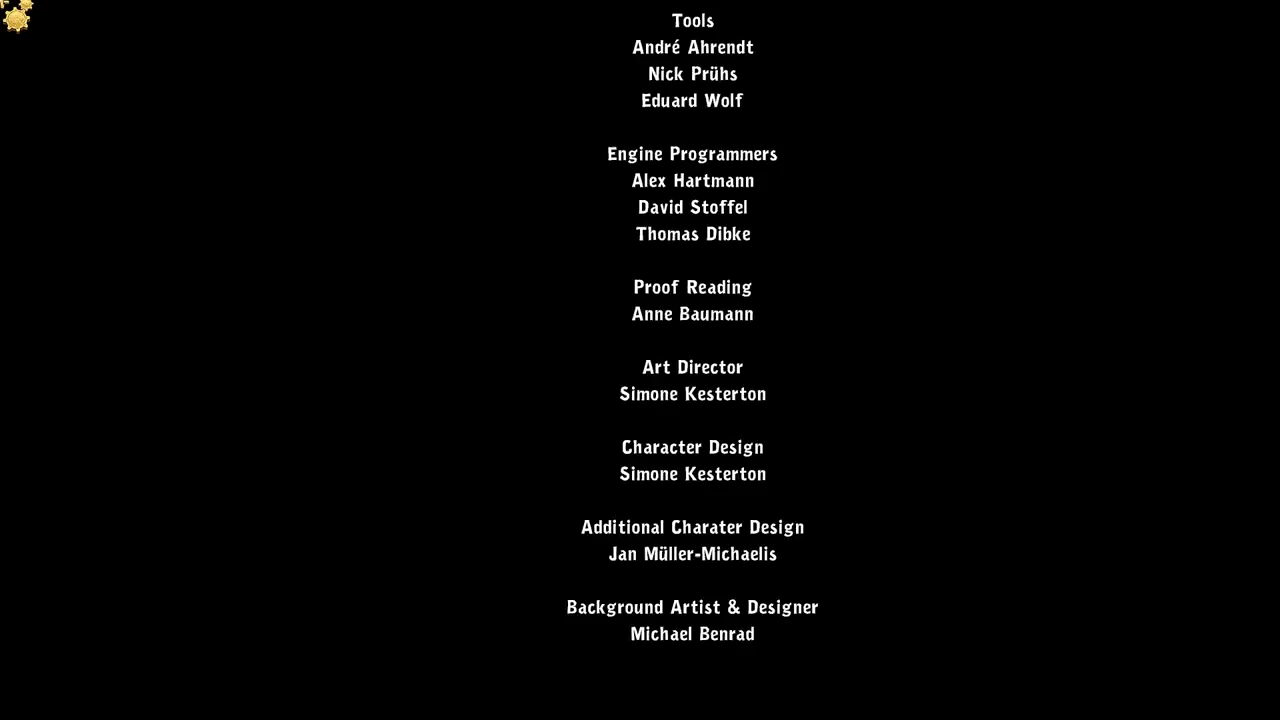 Tools
André Ahrendt
Nick Prühs
Eduard Wolf
Engine Programmers
Alex Hartmann
David Stoffel
Thomas Dibke
Proof Reading
Anne Baumann
Art Director
Simone Kesterton
Character Design
Simone Kesterton
Additional Charater Design
Jan Müller-Michaelis
Background Artist & Designer
Michael Benrad